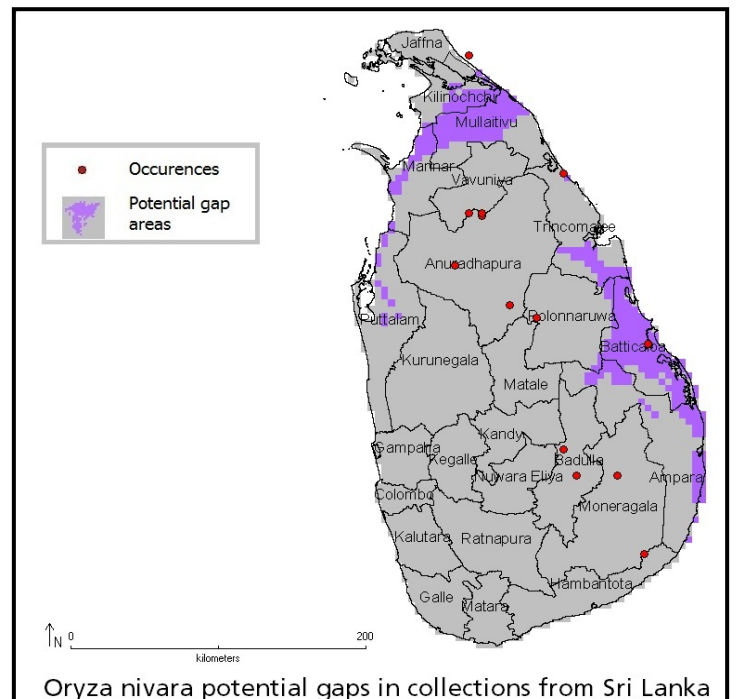 Jaffna
Kilinochchi
Mullaitivu
Occurences
Mannar
Vavuniya
Potential gap
areas
Trincomalee
Anuradhapura
Polonnaruwa
Puttalam
Batticaloa
Kurunegala
Matale
Kandy
Gampaha
Kegalle
Badulla
Nuwara Eliya
Ampara
Colombo
Moneragala
Kalutara
Ratnapura
Hambantota
Galle
Matara
N
0
200
kilometers
Oryza nivara potential gaps in collections from Sri Lanka